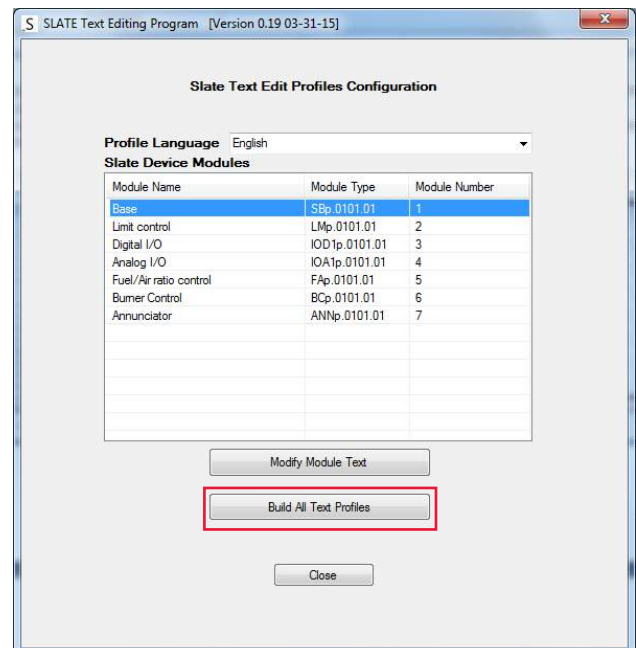 S SLATE Text Editing Program [Version 0.19 03-31-15]
Slate Text Edit Profiles Configuration
Profile Language English
Slate Device Modules
Module Name Module Type Module Number
Base SBp.0101.01 1
Limit control LMp.0101.01 2
Digital I/O IOD1p.0101.01 3
Analog I/O IOA1p.0101.01 4
Fuel/Air ratio control FAp.0101.01 5
Burner Control BCp.0101.01 6
Annunciator ANNp.0101.01 7
Modify Module Text
Build All Text Profiles
Close